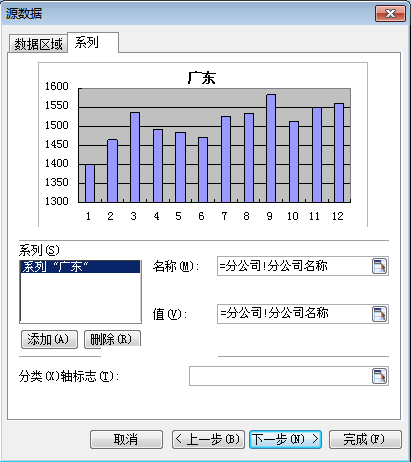 源数据
数据区域 系列
广东
1600
1550
1500
1450
1400
1350
1300
1 2 3 4 5 6 7 8 9 10 11 12
系列(S)
系列 "广东"
名称(M): =分公司!分公司名称
值(V): =分公司!分公司名称
添加(A) 删除(R)
分类(X)轴标志(T):
取消 < 上一步(B) 下一步(N) > 完成(F)